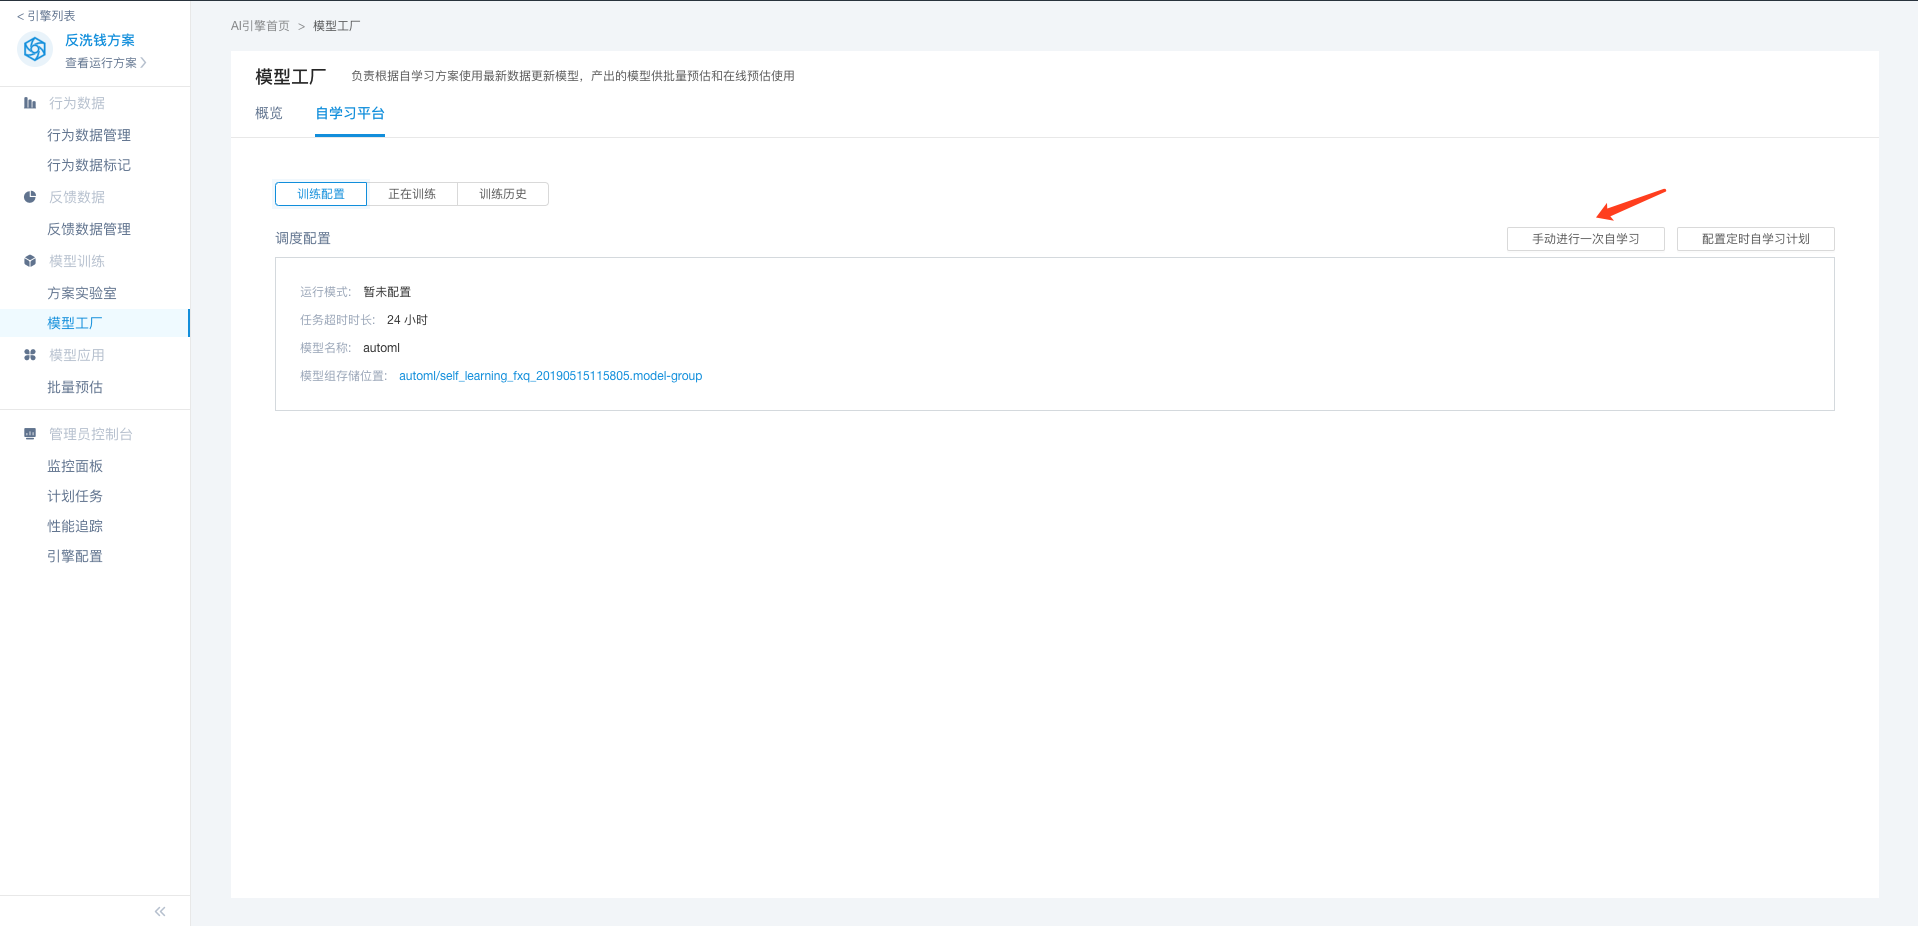 < 引擎列表
反洗钱方案
查看运行方案 >
行为数据
行为数据管理
行为数据标记
反馈数据
反馈数据管理
模型训练
方案实验室
模型工厂
模型应用
批量预估
管理员控制台
监控面板
计划任务
性能追踪
引擎配置
AI引擎首页 > 模型工厂
模型工厂 负责根据自学习方案使用最新数据更新模型，产出的模型供批量预估和在线预估使用
概览 自学习平台
训练配置 正在训练 训练历史
调度配置 手动进行一次自学习 配置定时自学习计划
运行模式: 暂未配置
任务超时时长: 24 小时
模型名称: automl
模型组存储位置: automl/self_learning_fxq_20190515115805.model-group